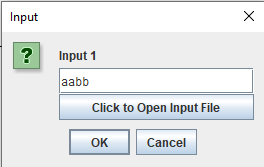 Input
Input 1
aabb
Click to Open Input File
OK Cancel